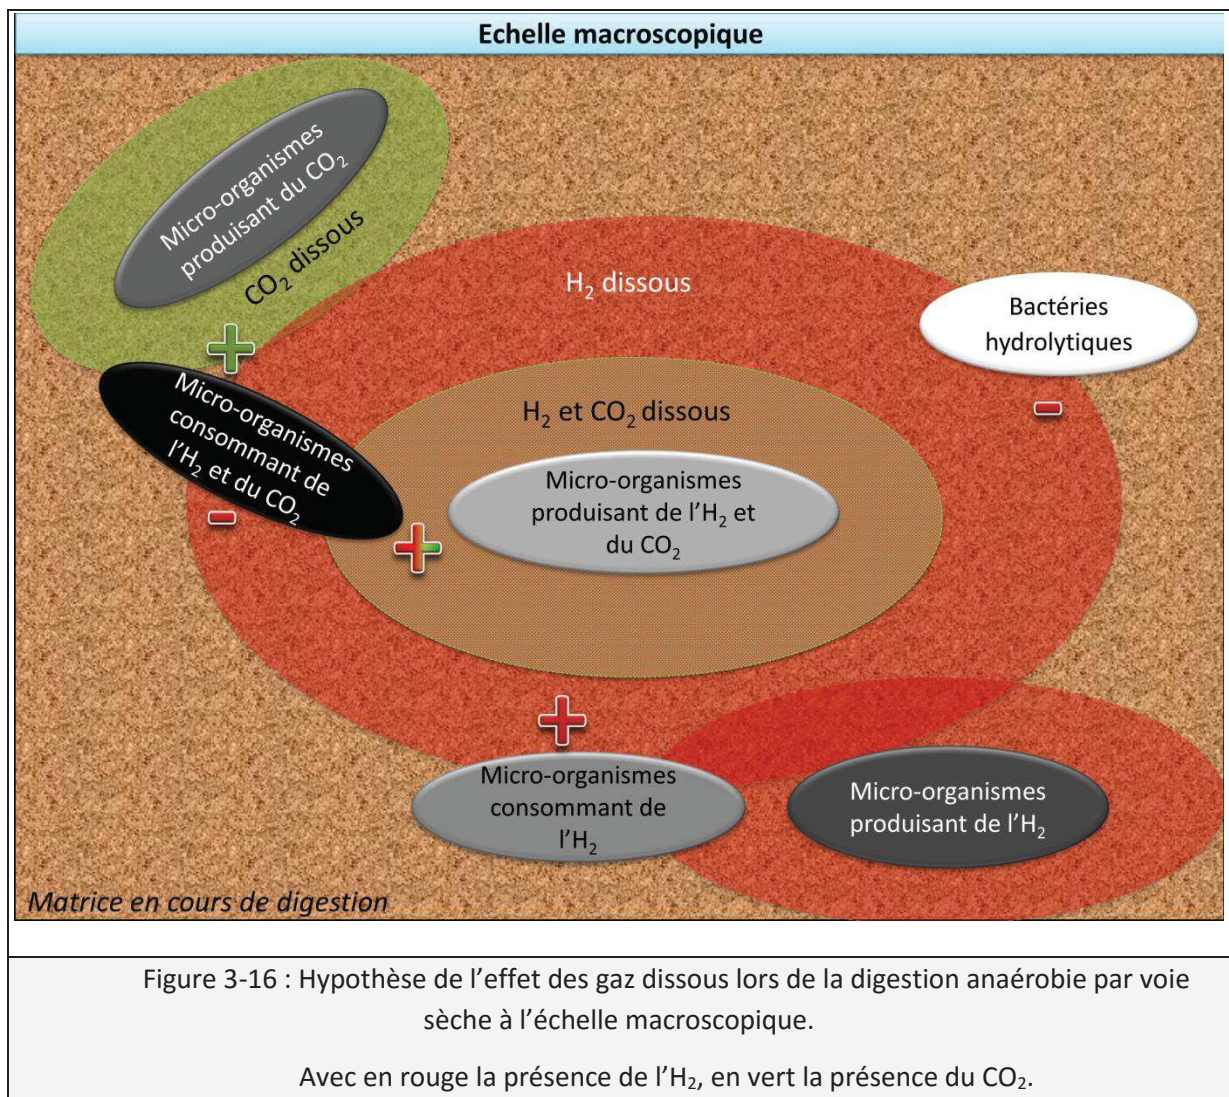 Echelle macroscopique
Micro-organismes
produisant du CO₂
CO₂ dissous
H₂ dissous
Bactéries
hydrolytiques
Micro-organismes
consommant de
l’H₂ et du CO₂
H₂ et CO₂ dissous
Micro-organismes
produisant de l’H₂ et
du CO₂
Micro-organismes
consommant de
l’H₂
Micro-organismes
produisant de l’H₂
Matrice en cours de digestion
Figure 3-16 : Hypothèse de l’effet des gaz dissous lors de la digestion anaérobie par voie
sèche à l’échelle macroscopique.
Avec en rouge la présence de l’H₂, en vert la présence du CO₂.